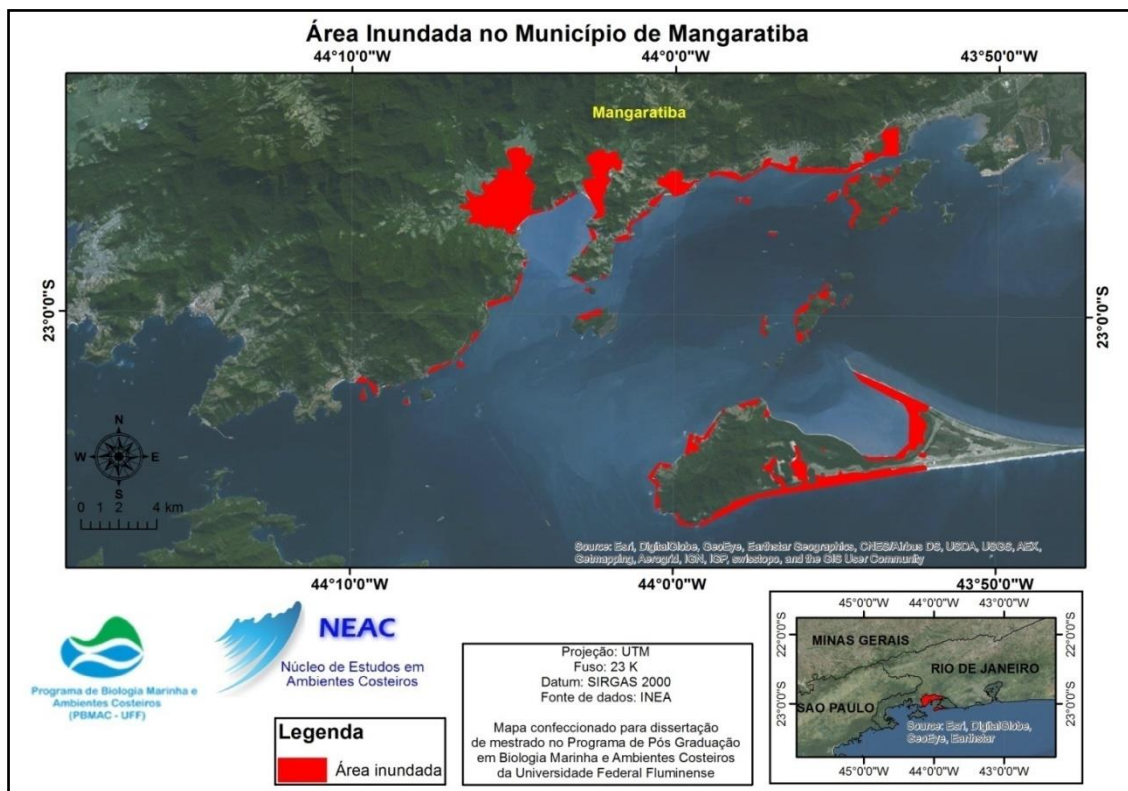 Área Inundada no Município de Mangaratiba
44°10'0"W 44°0'0"W 43°50'0"W
Mangaratiba
23°0'0"S
23°0'0"S
N
W E
S
0 1 2 4 km
Source: Esri, DigitalGlobe, GeoEye, Earthstar Geographics, CNES/Airbus DS, USDA, USGS, AEX,
Getmapping, Aerogrid, IGN, IGP, swisstopo, and the GIS User Community
44°10'0"W 44°0'0"W 43°50'0"W
Programa de Biologia Marinha e
Ambientes Costeiros
(PBMAC - UFF)
NEAC
Núcleo de Estudos em
Ambientes Costeiros
Legenda
Área inundada
Projeção: UTM
Fuso: 23 K
Datum: SIRGAS 2000
Fonte de dados: INEA
Mapa confeccionado para dissertação
de mestrado no Programa de Pós Graduação
em Biologia Marinha e Ambientes Costeiros
da Universidade Federal Fluminense
45°0'0"W 44°0'0"W 43°0'0"W
22°0'0"S
22°0'0"S
MINAS GERAIS
RIO DE JANEIRO
23°0'0"S
23°0'0"S
SAO PAULO
Source: Esri, DigitalGlobe,
GeoEye, Earthstar
45°0'0"W 44°0'0"W 43°0'0"W